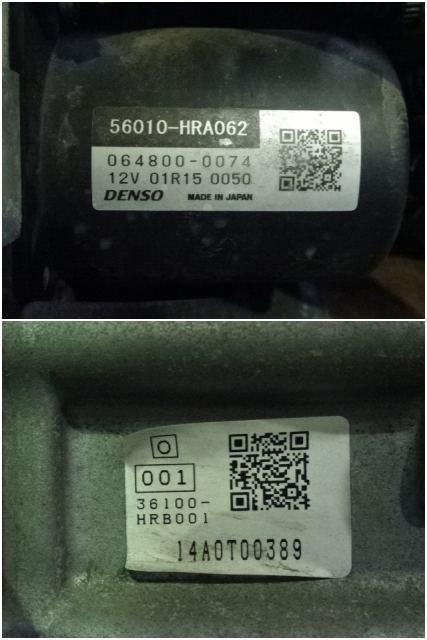 56010-HRA062
064800-0074
12V 01R15 0050
DENSO MADE IN JAPAN
O
001
36100-
HRB001
14A0T00389